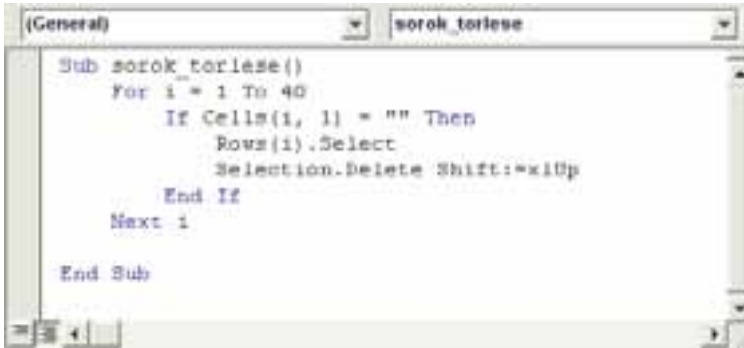 (General) sorok_torlese
Sub sorok_torlese()
For i = 1 To 40
If Cells(i, 1) = "" Then
Rows(i).Select
Selection.Delete Shift:=xlUp
End If
Next i
End Sub